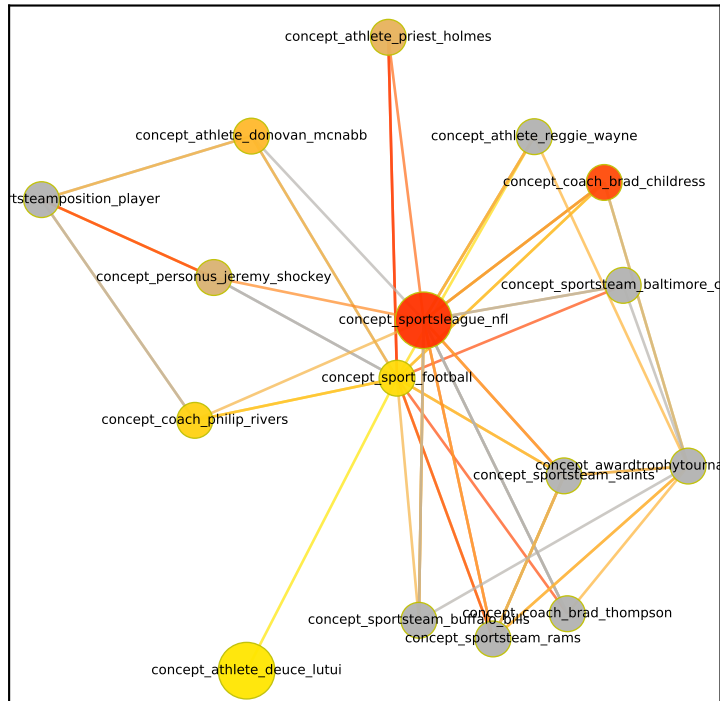 concept_athlete_priest_holmes
concept_athlete_donovan_mcnabb
concept_athlete_reggie_wayne
concept_coach_brad_childress
rtsteamposition_player
concept_personus_jeremy_shockey
concept_sportsteam_baltimore_c
concept_sportsleague_nfl
concept_sport_football
concept_coach_philip_rivers
concept_awardtrophytourna
concept_sportsteam_saints
concept_coach_brad_thompson
concept_sportsteam_buffalo_bills
concept_sportsteam_rams
concept_athlete_deuce_lutui